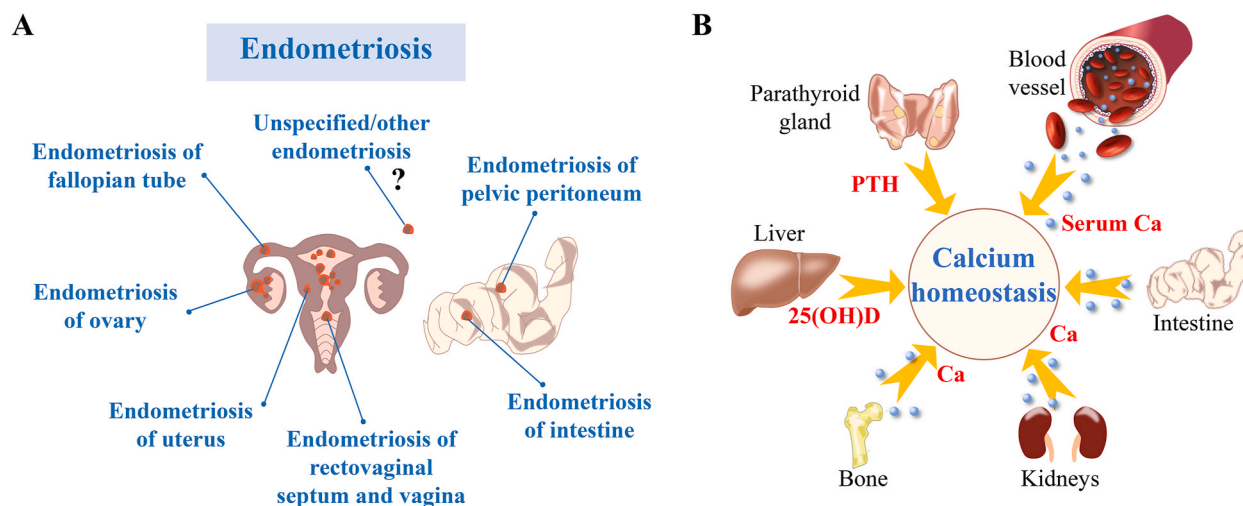 A
Endometriosis
Unspecified/other
endometriosis
?
Endometriosis of
fallopian tube
Endometriosis of
pelvic peritoneum
Endometriosis
of ovary
Endometriosis
of uterus
Endometriosis of
rectovaginal
septum and vagina
Endometriosis
of intestine
B
Parathyroid
gland
Blood
vessel
PTH
Serum Ca
Liver
Calcium
homeostasis
25(OH)D
Intestine
Ca
Ca
Bone
Kidneys